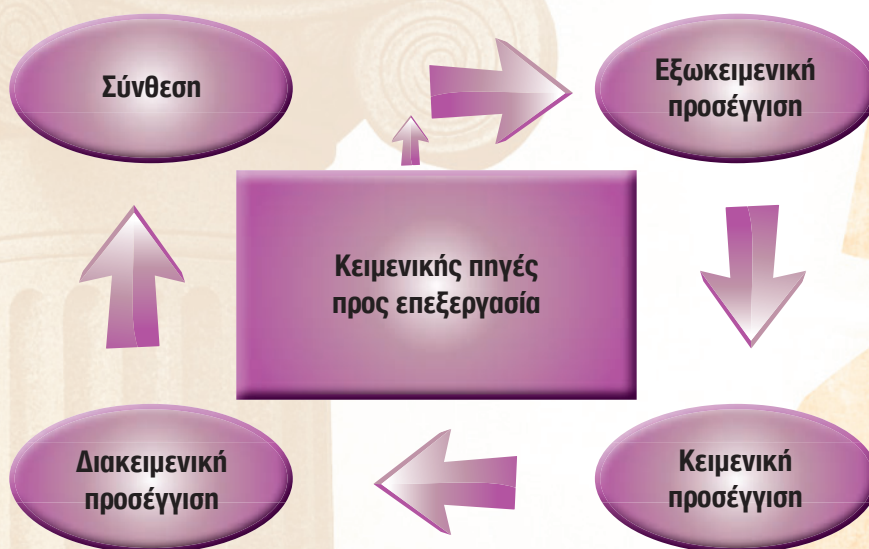 Σύνθεση
Εξωκειμενική
προσέγγιση
Κειμενικής πηγές
προς επεξεργασία
Διακειμενική
προσέγγιση
Κειμενική
προσέγγιση